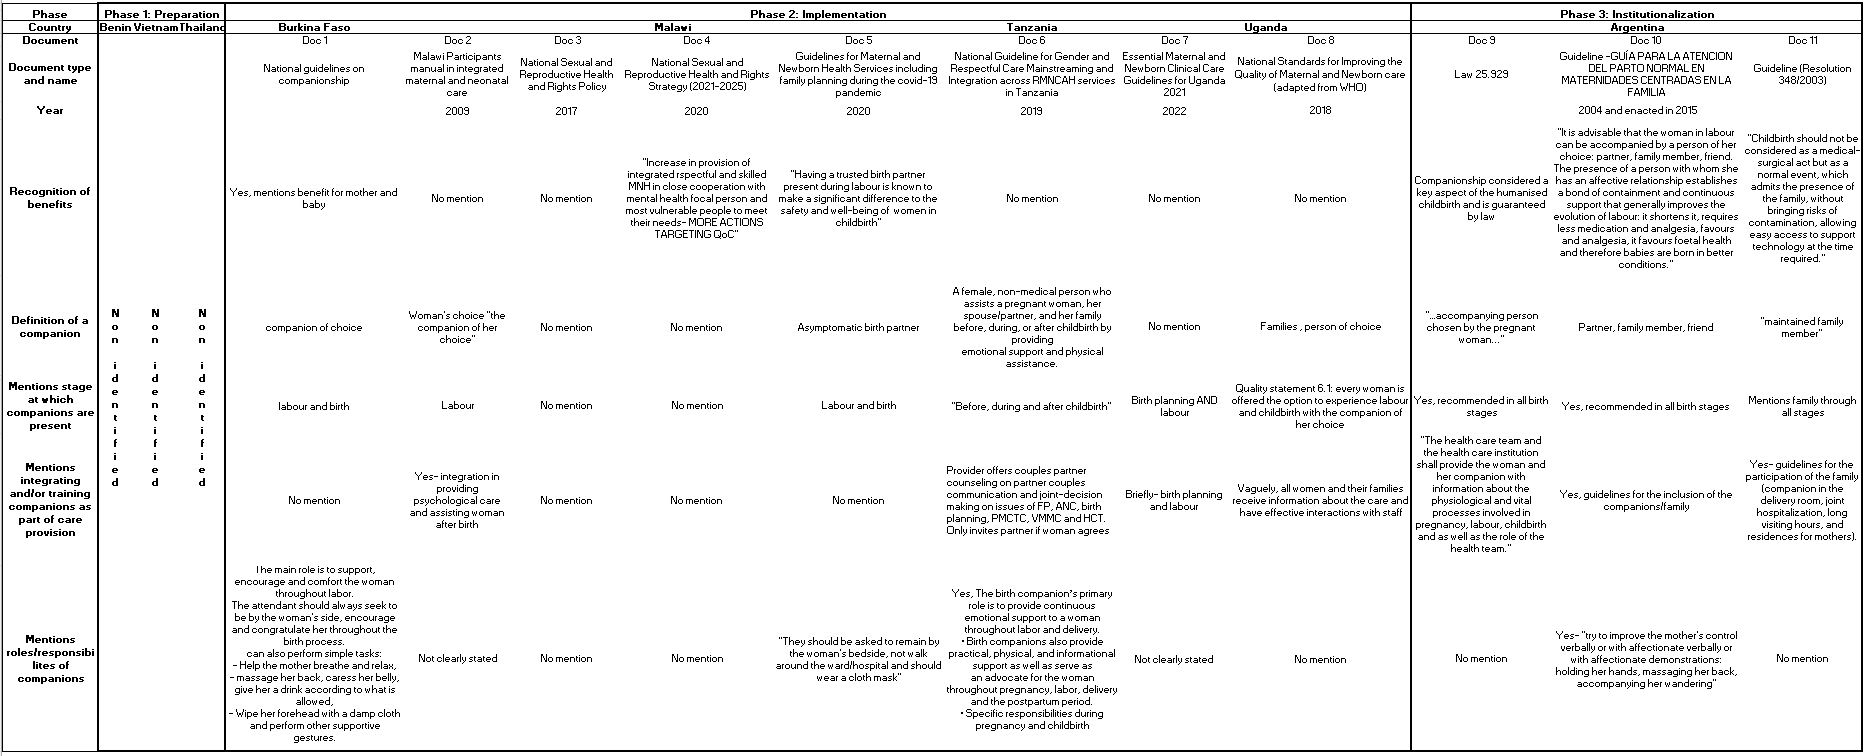 Phase Phase 1: Preparation Phase 2: Implementation Phase 3: Institutionalization
Country Benin Vietnam Thailand Burkina Faso Malawi Tanzania Uganda Argentina
Document Doc 1 Doc 2 Doc 3 Doc 4 Doc 5 Doc 6 Doc 7 Doc 8 Doc 9 Doc 10 Doc 11
Document type
and name
National guidelines on
companionship
Malawi Participants
manual in integrated
maternal and neonatal
care
National Sexual and
Reproductive Health
and Rights Policy
National Sexual and
Reproductive Health and Rights
Strategy (2021-2025)
Guidelines for Maternal and
Newborn Health Services including
family planning during the covid-19
pandemic
National Guideline for Gender and
Respectful Care Mainstreaming and
Integration across RMNCAH services
in Tanzania
Essential Maternal and
Newborn Clinical Care
Guidelines for Uganda
2021
National Standards for Improving the
Quality of Maternal and Newborn care
(adapted from WHO)
Law 25.929
Guideline -GUÍA PARA LA ATENCION
DEL PARTO NORMAL EN
MATERNIDADES CENTRADAS EN LA
FAMILIA
Guideline (Resolution
348/2003)
Year 2009 2017 2020 2020 2019 2022 2018 2004 and enacted in 2015
Recognition of
benefits
Yes, mentions benefit for mother and
baby
No mention
No mention
"Increase in provision of
integrated rspectful and skilled
MNH in close cooperation with
mental health focal person and
most vulnerable people to meet
their needs- MORE ACTIONS
TARGETING QoC"
"Having a trusted birth partner
present during labour is known to
make a significant difference to the
safety and well-being of women in
childbirth"
No mention
No mention
No mention
Companionship considered a
key aspect of the humanised
childbirth and is guaranteed
by law
"It is advisable that the woman in labour
can be accompanied by a person of her
choice: partner, family member, friend.
The presence of a person with whom she
has an affective relationship establishes
a bond of containment and continuous
support that generally improves the
evolution of labour: it shortens it, requires
less medication and analgesia, favours
and analgesia, it favours foetal health
and therefore babies are born in better
conditions."
"Childbirth should not be
considered as a medical-
surgical act but as a
normal event, which
admits the presence of
the family, without
bringing risks of
contamination, allowing
easy access to support
technology at the time
required."
Non identified
Non identified
Non identified
Definition of a
companion
companion of choice
Woman's choice "the
companion of her
choice"
No mention
No mention
Asymptomatic birth partner
A female, non-medical person who
assists a pregnant woman, her
spouse/partner, and her family
before, during, or after childbirth by
providing
emotional support and physical
assistance.
No mention
Families , person of choice
"...accompanying person
chosen by the pregnant
woman..."
Partner, family member, friend
"maintained family
member"
Mentions stage
at which
companions are
present
labour and birth
Labour
No mention
No mention
Labour and birth
"Before, during and after childbirth"
Birth planning AND
labour
Quality statement 6.1: every woman is
offered the option to experience labour
and childbirth with the companion of
her choice
Yes, recommended in all birth
stages
Yes, recommended in all birth stages
Mentions family through
all stages
Mentions
integrating
and/or training
companions as
part of care
provision
No mention
Yes- integration in
providing
psychological care
and assisting woman
after birth
No mention
No mention
No mention
Provider offers couples partner
counseling on partner couples
communication and joint-decision
making on issues of FP, ANC, birth
planning, PMCTC, VMMC and HCT.
Only invites partner if woman agrees
Briefly- birth planning
and labour
Vaguely, all women and their families
receive information about the care and
have effective interactions with staff
"The health care team and
the health care institution
shall provide the woman and
her companion with
information about the
physiological and vital
processes involved in
pregnancy, labour, childbirth
and as well as the role of the
health team."
Yes, guidelines for the inclusion of the
companions/family
Yes- guidelines for the
participation of the family
(companion in the
delivery room, joint
hospitalization, long
visiting hours, and
residences for mothers).
Mentions
roles/responsibi
lites of
companions
The main role is to support,
encourage and comfort the woman
throughout labor.
The attendant should always seek to
be by the woman's side, encourage
and congratulate her throughout the
birth process.
can also perform simple tasks:
- Help the mother breathe and relax,
- massage her back, caress her belly,
give her a drink according to what is
allowed,
- Wipe her forehead with a damp cloth
and perform other supportive
gestures.
Not clearly stated
No mention
No mention
"They should be asked to remain by
the woman's bedside, not walk
around the ward/hospital and should
wear a cloth mask"
Yes, The birth companion's primary
role is to provide continuous
emotional support to a woman
throughout labor and delivery.
• Birth companions also provide
practical, physical, and informational
support as well as serve as
an advocate for the woman
throughout pregnancy, labor, delivery
and the postpartum period.
• Specific responsibilities during
pregnancy and childbirth
Not clearly stated
No mention
No mention
Yes- "try to improve the mother's control
verbally or with affectionate verbally or
with affectionate demonstrations:
holding her hands, massaging her back,
accompanying her wandering"
No mention